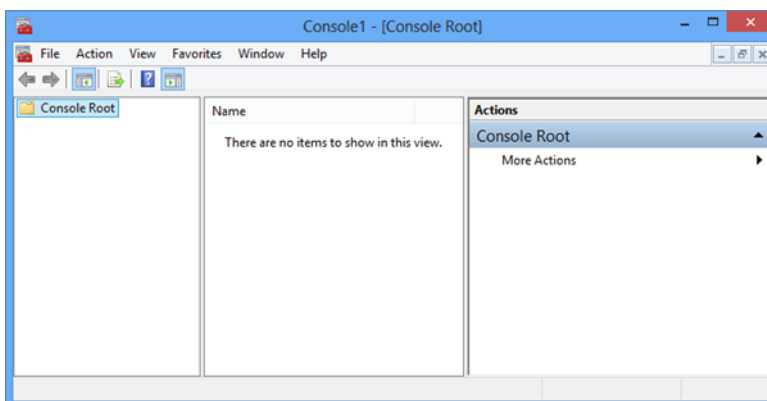 Console1 - [Console Root]
File Action View Favorites Window Help
Console Root
Name
There are no items to show in this view.
Actions
Console Root
More Actions